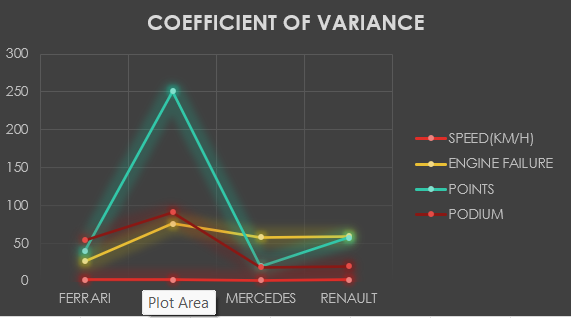 COEFFICIENT OF VARIANCE
300
250
200
150
100
50
0
FERRARI
MERCEDES
RENAULT
Plot Area
SPEED(KM/H)
ENGINE FAILURE
POINTS
PODIUM